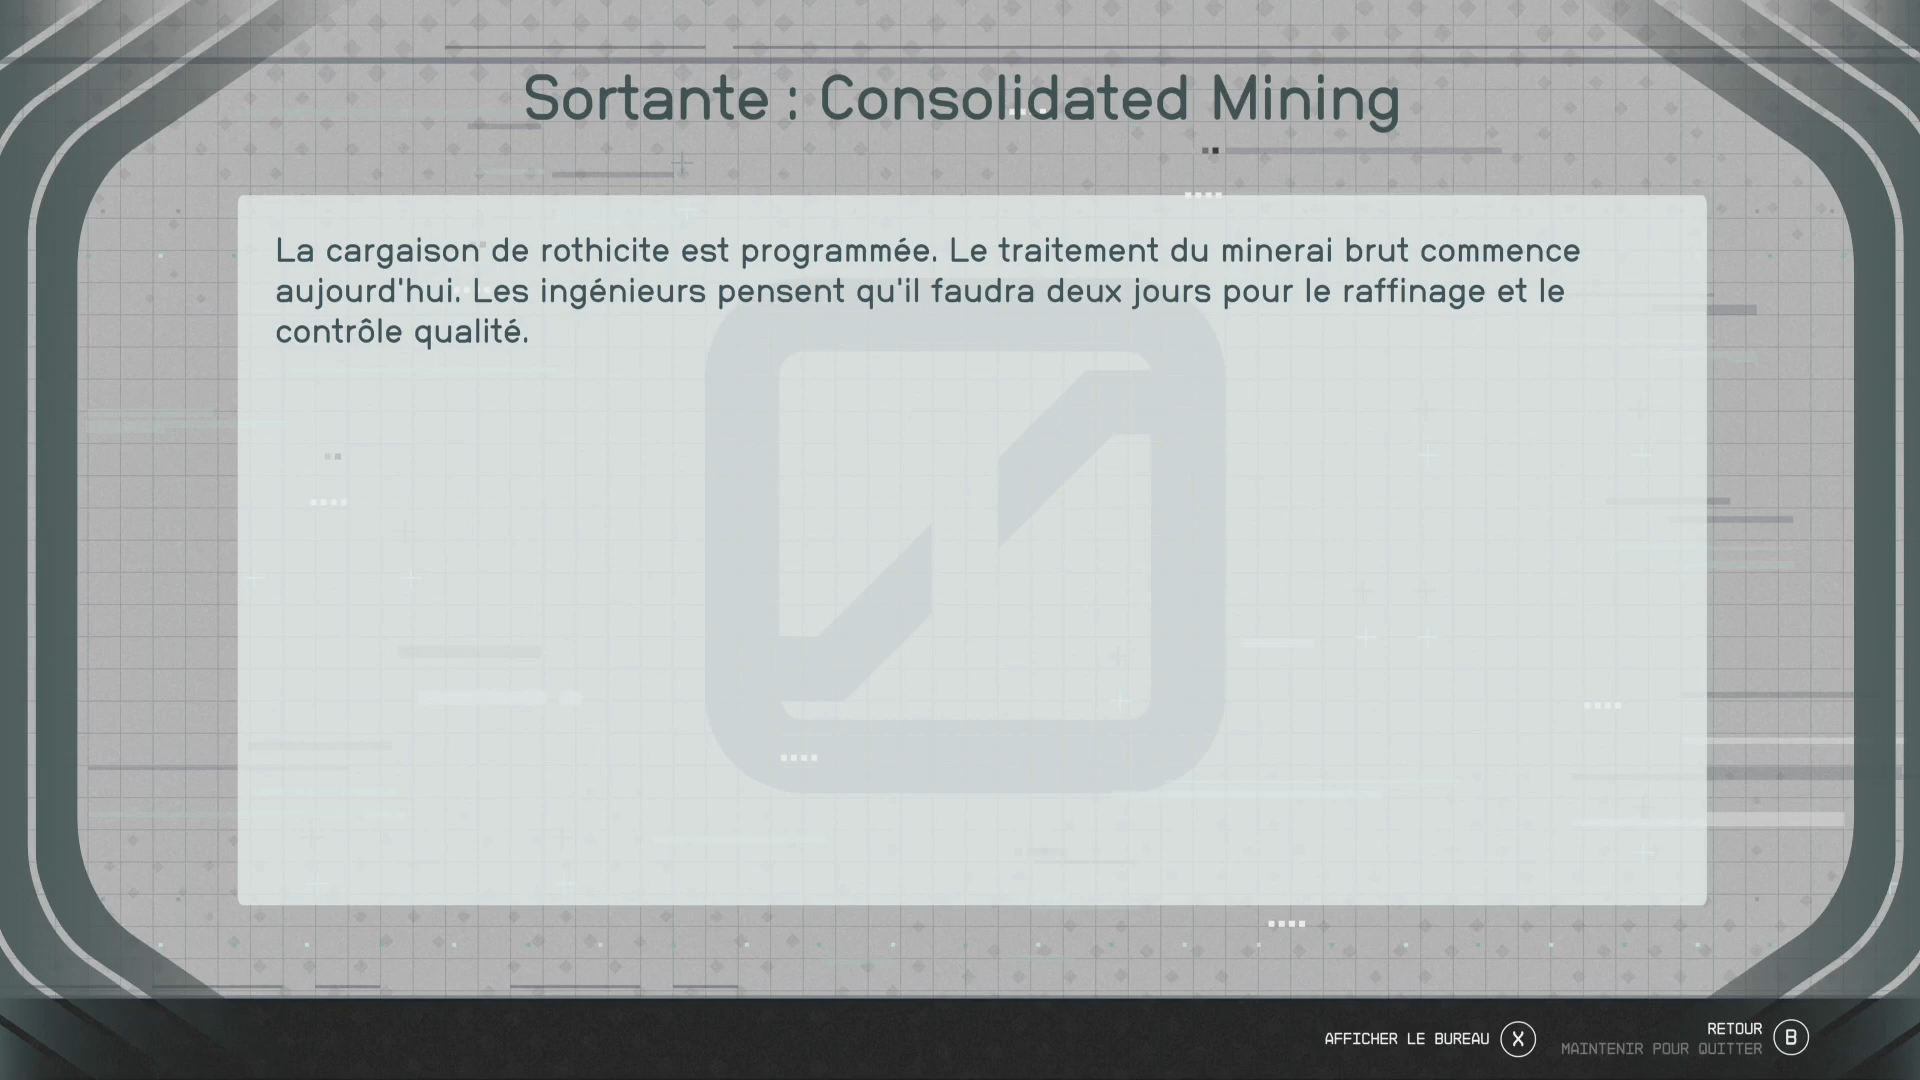 Sortante : Consolidated Mining
La cargaison de rothicite est programmée. Le traitement du minerai brut commence
aujourd'hui. Les ingénieurs pensent qu'il faudra deux jours pour le raffinage et le
contrôle qualité.
AFFICHER LE BUREAU X
RETOUR B
MAINTENIR POUR QUITTER